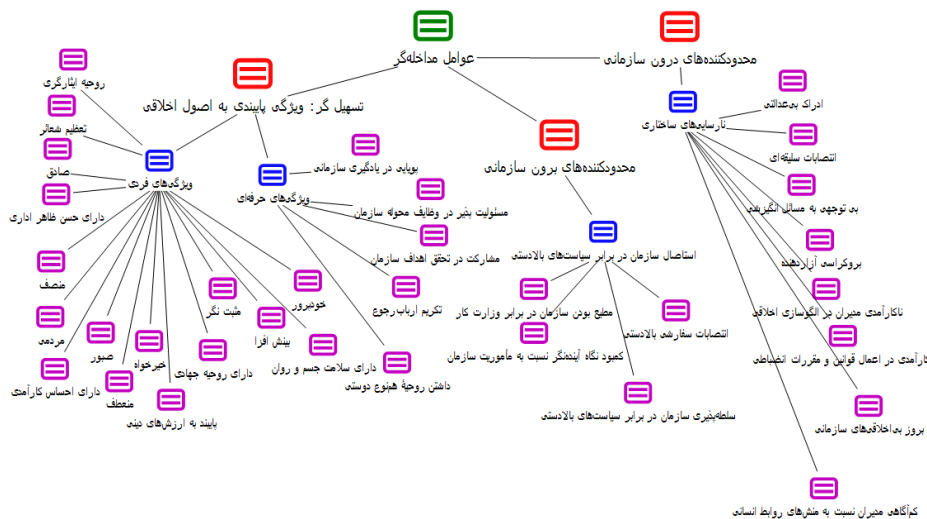 عوامل مداخله‌گر
محدودکننده‌های درون سازمانی
نارسایی‌های ساختاری
ادراک بی‌عدالتی
انتصابات سلیقه‌ای
بی توجهی به مسائل انگیزشی
بروکراسی آزاردهنده
ناکارآمدی مدیران در الگوسازی اخلاقی
کارآمدی در اعمال قوانین و مقررات انضباطی
بروز بی‌اخلاقی‌های سازمانی
کم‌آگاهی مدیران نسبت به منش‌های روابط انسانی
محدودکننده‌های برون سازمانی
استاصال سازمان در برابر سیاست‌های بالادستی
مطیع بودن سازمان در برابر وزارت کار
انتصابات سفارشی بالادستی
کمبود نگاه آینده‌نگر نسبت به مأموریت سازمان
سلطه‌پذیری سازمان در برابر سیاست‌های بالادستی
تسهیل گر: ویژگی پایبندی به اصول اخلاقی
ویژگی‌های حرفه‌ای
پویایی در یادگیری سازمانی
مسئولیت پذیر در وظایف محوله سازمان
مشارکت در تحقق اهداف سازمان
تکریم ارباب رجوع
داشتن روحیهٔ هم‌نوع دوستی
ویژگی‌های فردی
روحیه ایثارگری
تعظیم شعائر
صادق
دارای حسن ظاهر اداری
منصف
مردمی
دارای احساس کارآمدی
صبور
منعطف
خیرخواه
پایبند به ارزش‌های دینی
دارای روحیه جهادی
مثبت نگر
بینش افزا
دارای سلامت جسم و روان